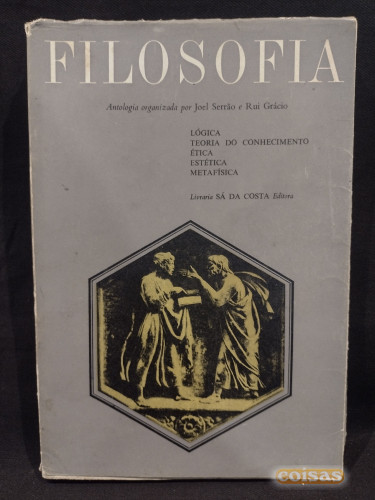 FILOSOFIA
Antologia organizada por Joel Serrão e Rui Grácio
LÓGICA
TEORIA DO CONHECIMENTO
ÉTICA
ESTÉTICA
METAFÍSICA
Livraria SÁ DA COSTA Editora
coisas